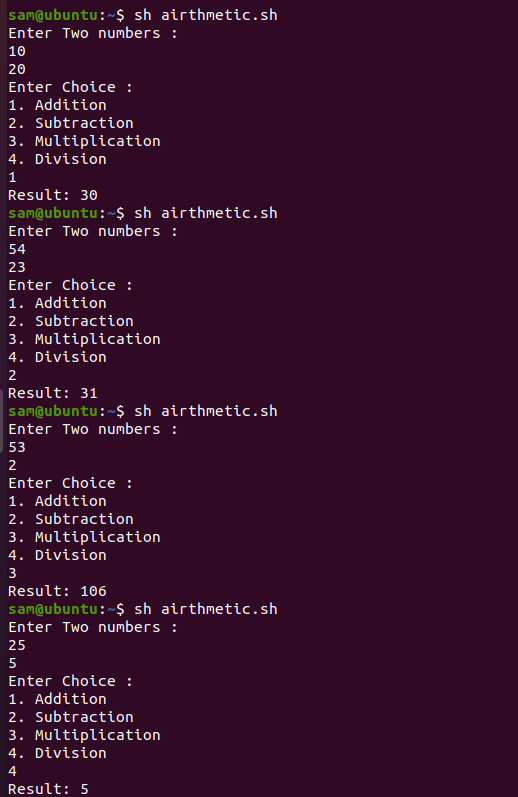 sam@ubuntu:~$ sh airthmetic.sh
Enter Two numbers :
10
20
Enter Choice :
1. Addition
2. Subtraction
3. Multiplication
4. Division
1
Result: 30
sam@ubuntu:~$ sh airthmetic.sh
Enter Two numbers :
54
23
Enter Choice :
1. Addition
2. Subtraction
3. Multiplication
4. Division
2
Result: 31
sam@ubuntu:~$ sh airthmetic.sh
Enter Two numbers :
53
2
Enter Choice :
1. Addition
2. Subtraction
3. Multiplication
4. Division
3
Result: 106
sam@ubuntu:~$ sh airthmetic.sh
Enter Two numbers :
25
5
Enter Choice :
1. Addition
2. Subtraction
3. Multiplication
4. Division
4
Result: 5